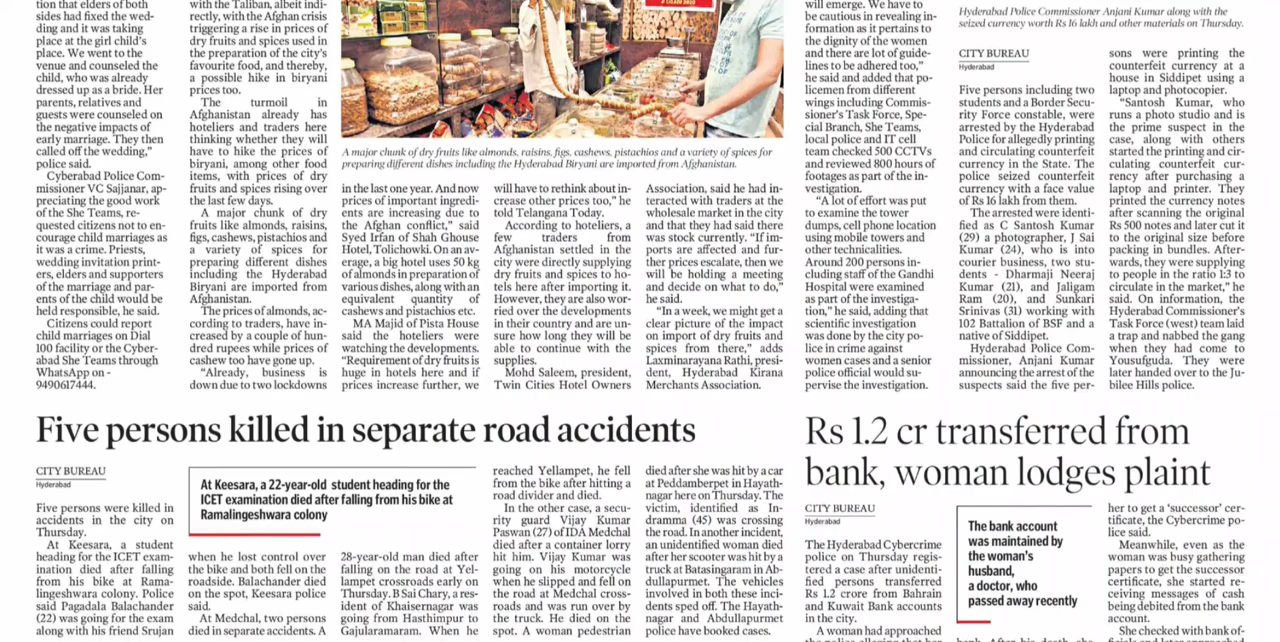 tion that elders of both
sides had fixed the wed-
ding and it was taking
place at the girl child's
place. We went to the
venue and counseled the
child, who was already
dressed up as a bride. Her
parents, relatives and
guests were counseled on
the negative impacts of
early marriage. They then
called off the wedding,"
police said.
Cyberabad Police Com-
missioner VC Sajjanar, ap-
preciating the good work
of the She Teams, re-
quested citizens not to en-
courage child marriages as
it was a crime. Priests,
wedding invitation print-
ers, elders and supporters
of the marriage and par-
ents of the child would be
held responsible, he said.
Citizens could report
child marriages on Dial
100 facility or the Cyber-
abad She Teams through
WhatsApp on -
9490617444.
with the Taliban, albeit indi-
rectly, with the Afghan crisis
triggering a rise in prices of
dry fruits and spices used in
the preparation of the city's
favourite food, and thereby,
a possible hike in biryani
prices too.
The turmoil in
Afghanistan already has
hoteliers and traders here
thinking whether they will
have to hike the prices of
biryani, among other food
items, with prices of dry
fruits and spices rising over
the last few days.
A major chunk of dry
fruits like almonds, raisins,
figs, cashews, pistachios and
a variety of spices for
preparing different dishes
including the Hyderabad
Biryani are imported from
Afghanistan.
The prices of almonds, ac-
cording to traders, have in-
creased by a couple of hun-
dred rupees while prices of
cashew too have gone up.
"Already, business is
down due to two lockdowns
A major chunk of dry fruits like almonds, raisins, figs, cashews, pistachios and a variety of spices for
preparing different dishes including the Hyderabad Biryani are imported from Afghanistan.
in the last one year. And now
prices of important ingredi-
ents are increasing due to
the Afghan conflict," said
Syed Irfan of Shah Ghouse
Hotel, Tolichowki. On an av-
erage, a big hotel uses 50 kg
of almonds in preparation of
various dishes, along with an
equivalent quantity of
cashews and pistachios etc.
MA Majid of Pista House
said the hoteliers were
watching the developments.
"Requirement of dry fruits is
huge in hotels here and if
prices increase further, we
will have to rethink about in-
crease other prices too," he
told Telangana Today.
According to hoteliers, a
few traders from
Afghanistan settled in the
city were directly supplying
dry fruits and spices to ho-
tels here after importing it.
However, they are also wor-
ried over the developments
in their country and are un-
sure how long they will be
able to continue with the
supplies.
Mohd Saleem, president,
Twin Cities Hotel Owners
Association, said he had in-
teracted with traders at the
wholesale market in the city
and that they had said there
was stock currently. "If im-
ports are affected and fur-
ther prices escalate, then we
will be holding a meeting
and decide on what to do,"
he said.
"In a week, we might get a
clear picture of the impact
on import of dry fruits and
spices from there," adds
Laxminarayana Rathi, presi-
dent, Hyderabad Kirana
Merchants Association.
will emerge. We have to
be cautious in revealing in-
formation as it pertains to
the dignity of the women
and there are lot of guide-
lines to be adhered too,"
he said and added that po-
licemen from different
wings including Commis-
sioner's Task Force, Spe-
cial Branch, She Teams,
local police and IT cell
team checked 500 CCTVs
and reviewed 800 hours of
footages as part of the in-
vestigation.
"A lot of effort was put
to examine the tower
dumps, cell phone location
using mobile towers and
other technicalities.
Around 200 persons in-
cluding staff of the Gandhi
Hospital were examined
as part of the investiga-
tion," he said, adding that
scientific investigation
was done by the city po-
lice in crime against
women cases and a senior
police official would su-
pervise the investigation.
Hyderabad Police Commissioner Anjani Kumar along with the
seized currency worth Rs 16 lakh and other materials on Thursday.
CITY BUREAU
Hyderabad
Five persons including two
students and a Border Secu-
rity Force constable, were
arrested by the Hyderabad
Police for allegedly printing
and circulating counterfeit
currency in the State. The
police seized counterfeit
currency with a face value
of Rs 16 lakh from them.
The arrested were identi-
fied as C Santosh Kumar
(29) a photographer, J Sai
Kumar (24), who is into
courier business, two stu-
dents - Dharmaji Neeraj
Kumar (21), and Jaligam
Ram (20), and Sunkari
Srinivas (31) working with
102 Battalion of BSF and a
native of Siddipet.
Hyderabad Police Com-
missioner, Anjani Kumar
announcing the arrest of the
suspects said the five per-
sons were printing the
counterfeit currency at a
house in Siddipet using a
laptop and photocopier.
"Santosh Kumar, who
runs a photo studio and is
the prime suspect in the
case, along with others
started the printing and cir-
culating counterfeit cur-
rency after purchasing a
laptop and printer. They
printed the currency notes
after scanning the original
Rs 500 notes and later cut it
to the original size before
packing in bundles. After-
wards, they were supplying
to people in the ratio 1:3 to
circulate in the market," he
said. On information, the
Hyderabad Commissioner's
Task Force (west) team laid
a trap and nabbed the gang
when they had come to
Yousufguda. They were
later handed over to the Ju-
bilee Hills police.
Five persons killed in separate road accidents
CITY BUREAU
Hyderabad
Five persons were killed in
accidents in the city on
Thursday.
At Keesara, a student
heading for the ICET exam-
ination died after falling
from his bike at Rama-
lingeshwara colony. Police
said Pagadala Balachander
(22) was going for the exam
along with his friend Srujan
At Keesara, a 22-year-old student heading for the
ICET examination died after falling from his bike at
Ramalingeshwara colony
when he lost control over
the bike and both fell on the
roadside. Balachander died
on the spot, Keesara police
said.
At Medchal, two persons
died in separate accidents. A
28-year-old man died after
falling on the road at Yel-
lampet crossroads early on
Thursday. B Sai Chary, a res-
ident of Khaisernagar was
going from Hasthimpur to
Gajularamaram. When he
reached Yellampet, he fell
from the bike after hitting a
road divider and died.
In the other case, a secu-
rity guard Vijay Kumar
Paswan (27) of IDA Medchal
died after a container lorry
hit him. Vijay Kumar was
going on his motorcycle
when he slipped and fell on
the road at Medchal cross-
roads and was run over by
the truck. He died on the
spot. A woman pedestrian
died after she was hit by a car
at Peddamberpet in Hayath-
nagar here on Thursday. The
victim, identified as In-
dramma (45) was crossing
the road. In another incident,
an unidentified woman died
after her scooter was hit by a
truck at Batasingaram in Ab-
dullapurmet. The vehicles
involved in both these inci-
dents sped off. The Hayath-
nagar and Abdullapurmet
police have booked cases.
Rs 1.2 cr transferred from
bank, woman lodges plaint
CITY BUREAU
Hyderabad
The Hyderabad Cybercrime
police on Thursday regis-
tered a case after unidenti-
fied persons transferred
Rs 1.2 crore from Bahrain
and Kuwait Bank accounts
in the city.
A woman had approached
The bank account
was maintained by
the woman's
husband,
a doctor, who
passed away recently
her to get a 'successor' cer-
tificate, the Cybercrime po-
lice said.
Meanwhile, even as the
woman was busy gathering
papers to get the successor
certificate, she started re-
ceiving messages of cash
being debited from the bank
account.
She checked with bank of-